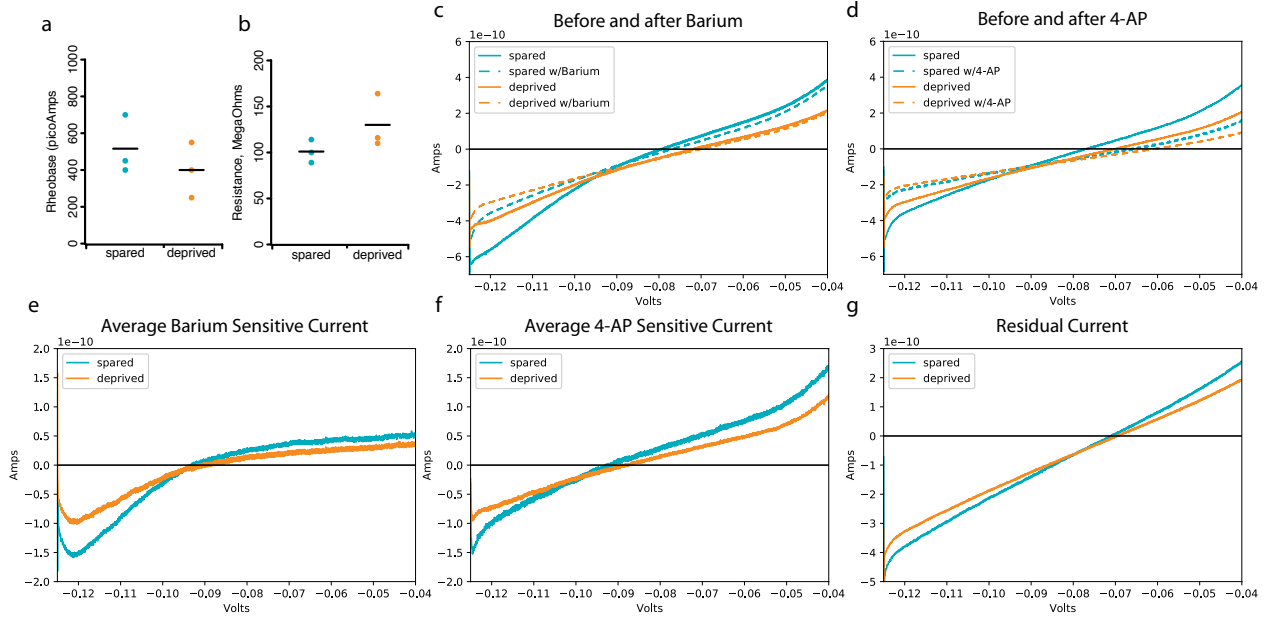 a
Rheobase (picoAmps
0 200 400 600 800 1000
spared deprived
b
Resistance, MegaOhms
0 50 100 150 200
spared deprived
c
Before and after Barium
1e−10
spared
spared w/Barium
deprived
deprived w/barium
6
4
2
0
−2
−4
−6
Amps
−0.12 −0.11 −0.10 −0.09 −0.08 −0.07 −0.06 −0.05 −0.04
Volts
d
Before and after 4-AP
1e−10
spared
spared w/4-AP
deprived
deprived w/4-AP
6
4
2
0
−2
−4
−6
Amps
−0.12 −0.11 −0.10 −0.09 −0.08 −0.07 −0.06 −0.05 −0.04
Volts
e
Average Barium Sensitive Current
1e−10
spared
deprived
2.0
1.5
1.0
0.5
0.0
−0.5
−1.0
−1.5
−2.0
Amps
−0.12 −0.11 −0.10 −0.09 −0.08 −0.07 −0.06 −0.05 −0.04
Volts
f
Average 4-AP Sensitive Current
1e−10
spared
deprived
2.0
1.5
1.0
0.5
0.0
−0.5
−1.0
−1.5
−2.0
Amps
−0.12 −0.11 −0.10 −0.09 −0.08 −0.07 −0.06 −0.05 −0.04
Volts
g
Residual Current
1e−10
spared
deprived
3
2
1
0
−1
−2
−3
−4
−5
Amps
−0.12 −0.11 −0.10 −0.09 −0.08 −0.07 −0.06 −0.05 −0.04
Volts